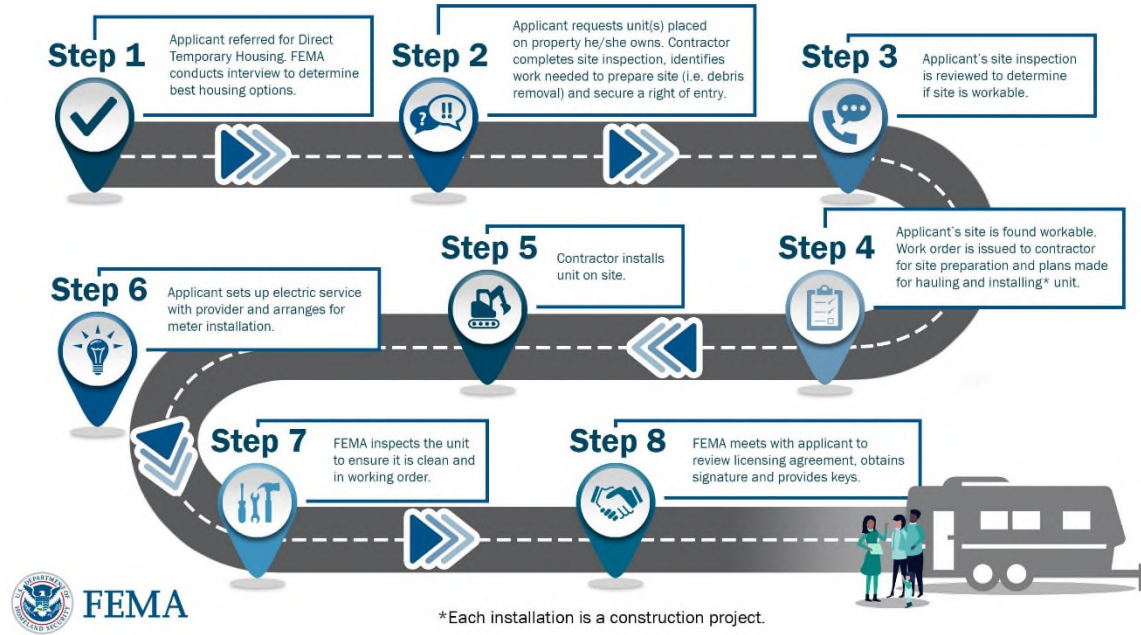 Step 1
Applicant referred for Direct
Temporary Housing. FEMA
conducts interview to determine
best housing options.
Step 2
Applicant requests unit(s) placed
on property he/she owns. Contractor
completes site inspection, identifies
work needed to prepare site (i.e. debris
removal) and secure a right of entry.
?
!!
Step 3
Applicant's site inspection
is reviewed to determine
if site is workable.
Step 4
Applicant's site is found workable.
Work order is issued to contractor
for site preparation and plans made
for hauling and installing* unit.
Step 5
Contractor installs
unit on site.
Step 6
Applicant sets up electric service
with provider and arranges for
meter installation.
Step 7
FEMA inspects the unit
to ensure it is clean and
in working order.
Step 8
FEMA meets with applicant to
review licensing agreement, obtains
signature and provides keys.
U.S. DEPARTMENT OF
HOMELAND SECURITY
FEMA
*Each installation is a construction project.